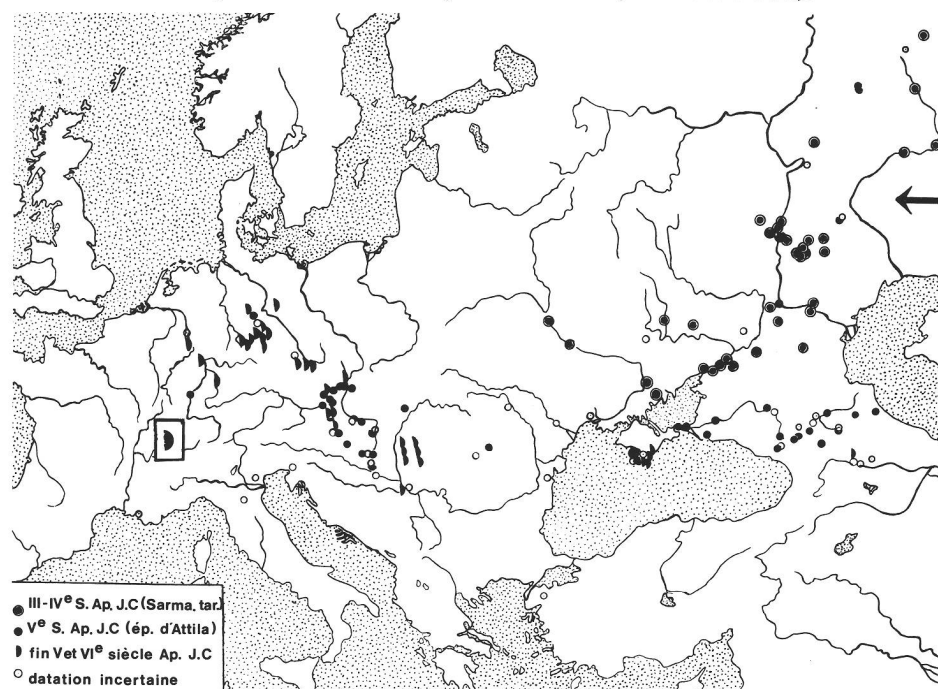 III-IVe S. Ap. J.C (Sarma. tar.)
Ve S. Ap. J.C (ép. d'Attila)
fin V et VIe siècle Ap. J.C
datation incertaine